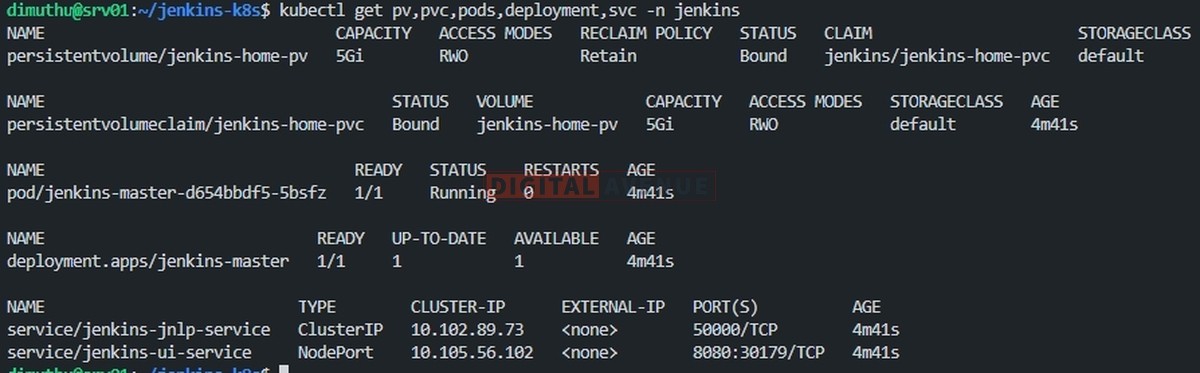 dimuthu@srv01:~/jenkins-k8s$ kubectl get pv,pvc,pods,deployment,svc -n jenkins
NAME CAPACITY ACCESS MODES RECLAIM POLICY STATUS CLAIM STORAGECLASS
persistentvolume/jenkins-home-pv 5Gi RWO Retain Bound jenkins/jenkins-home-pvc default
NAME STATUS VOLUME CAPACITY ACCESS MODES STORAGECLASS AGE
persistentvolumeclaim/jenkins-home-pvc Bound jenkins-home-pv 5Gi RWO default 4m41s
NAME READY STATUS RESTARTS AGE
pod/jenkins-master-d654bbdf5-5bsfz 1/1 Running 0 4m41s
DIGITAL AVENUE
NAME READY UP-TO-DATE AVAILABLE AGE
deployment.apps/jenkins-master 1/1 1 1 4m41s
NAME TYPE CLUSTER-IP EXTERNAL-IP PORT(S) AGE
service/jenkins-jnlp-service ClusterIP 10.102.89.73 <none> 50000/TCP 4m41s
service/jenkins-ui-service NodePort 10.105.56.102 <none> 8080:30179/TCP 4m41s
dimuthu@srv01:~/jenkins-k8s$